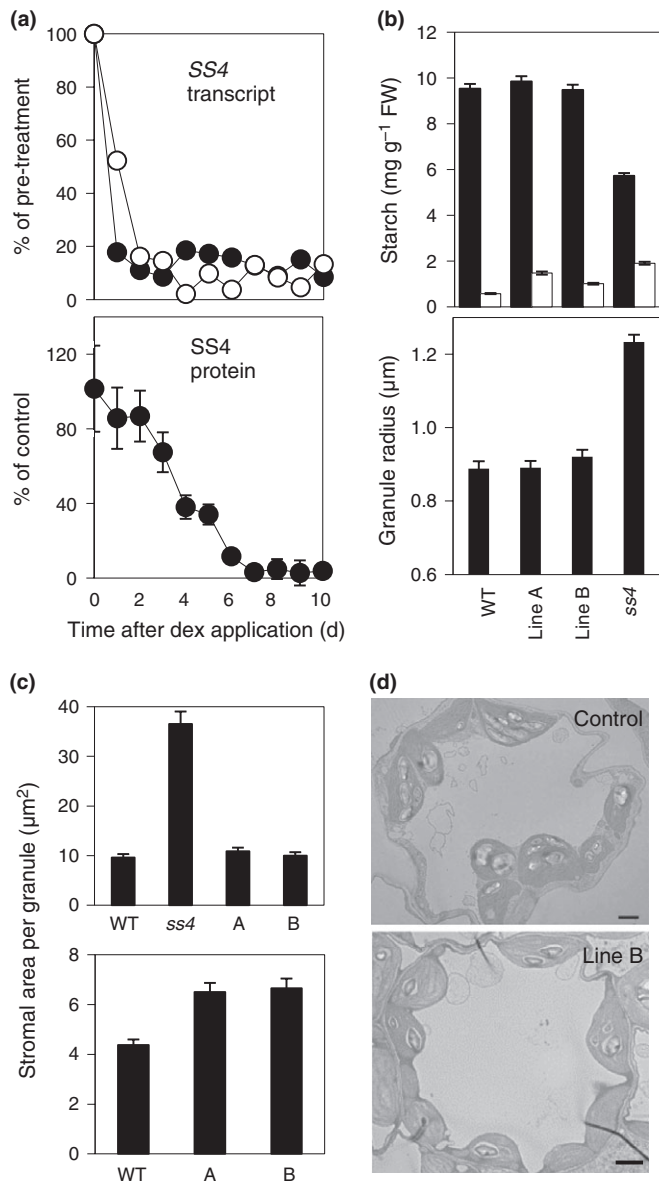 (a)
SS4
transcript
% of pre-treatment
100
80
60
40
20
0
SS4
protein
% of control
120
80
40
0
0 2 4 6 8 10
Time after dex application (d)
(b)
Starch (mg g⁻¹ FW)
12
10
8
6
4
2
0
Granule radius (µm)
1.2
1.0
0.8
0.6
WT
Line A
Line B
ss4
(c)
Stromal area per granule (µm²)
40
30
20
10
0
WT ss4 A B
8
6
4
2
0
WT A B
(d)
Control
Line B